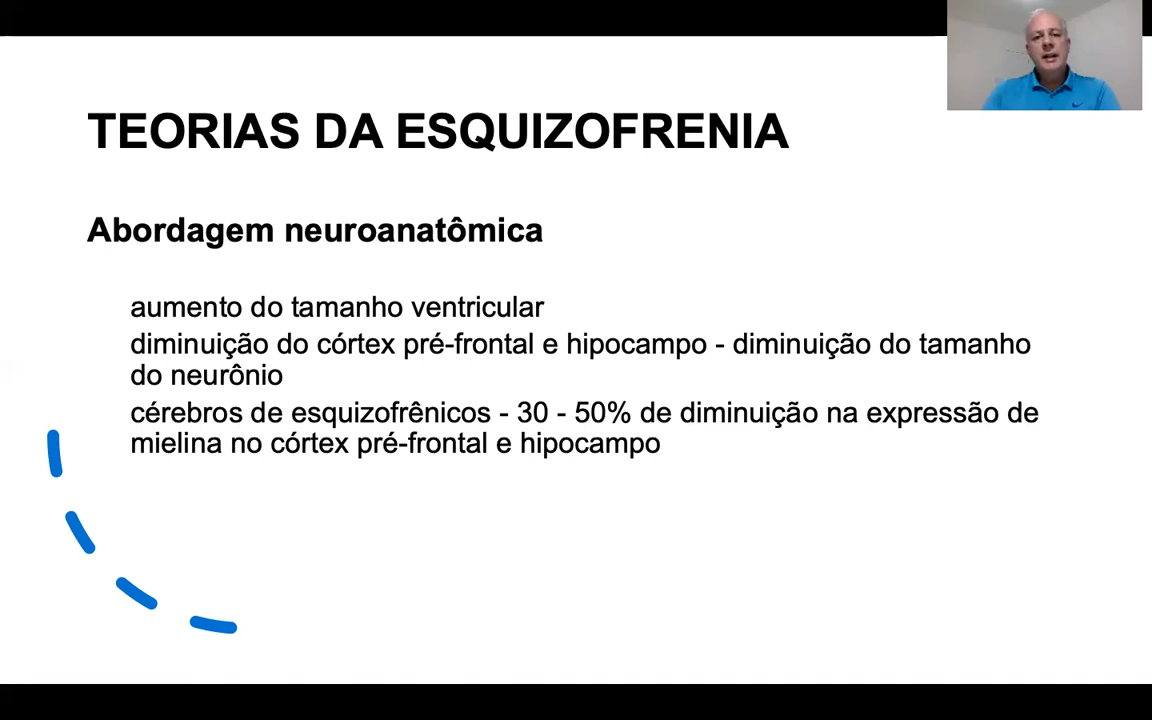 TEORIAS DA ESQUIZOFRENIA
Abordagem neuroanatômica
aumento do tamanho ventricular
diminuição do córtex pré-frontal e hipocampo - diminuição do tamanho
do neurônio
cérebros de esquizofrênicos - 30 - 50% de diminuição na expressão de
mielina no córtex pré-frontal e hipocampo